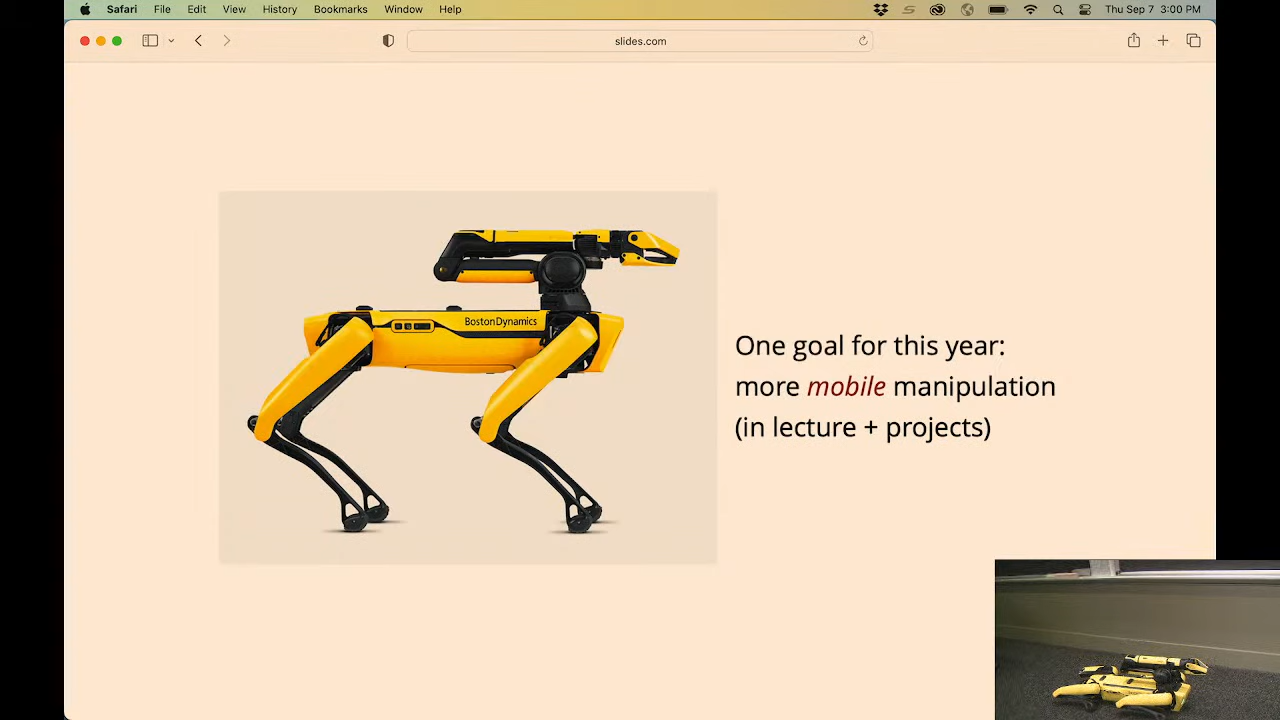 Safari File Edit View History Bookmarks Window Help Thu Sep 7 3:00 PM
slides.com
BostonDynamics
One goal for this year:
more mobile manipulation
(in lecture + projects)